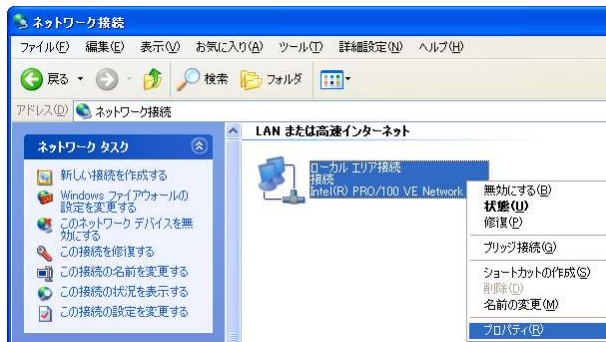 ネットワーク接続
ファイル(F) 編集(E) 表示(V) お気に入り(A) ツール(T) 詳細設定(N) ヘルプ(H)
戻る 検索 フォルダ
アドレス(D) ネットワーク接続
ネットワーク タスク
新しい接続を作成する
Windows ファイアウォールの
設定を変更する
このネットワーク デバイスを無
効にする
この接続を修復する
この接続の名前を変更する
この接続の状況を表示する
この接続の設定を変更する
LAN または高速インターネット
ローカル エリア接続
接続
Intel(R) PRO/100 VE Network
無効にする(B)
状態(U)
修復(P)
ブリッジ接続(G)
ショートカットの作成(S)
削除(D)
名前の変更(M)
プロパティ(R)